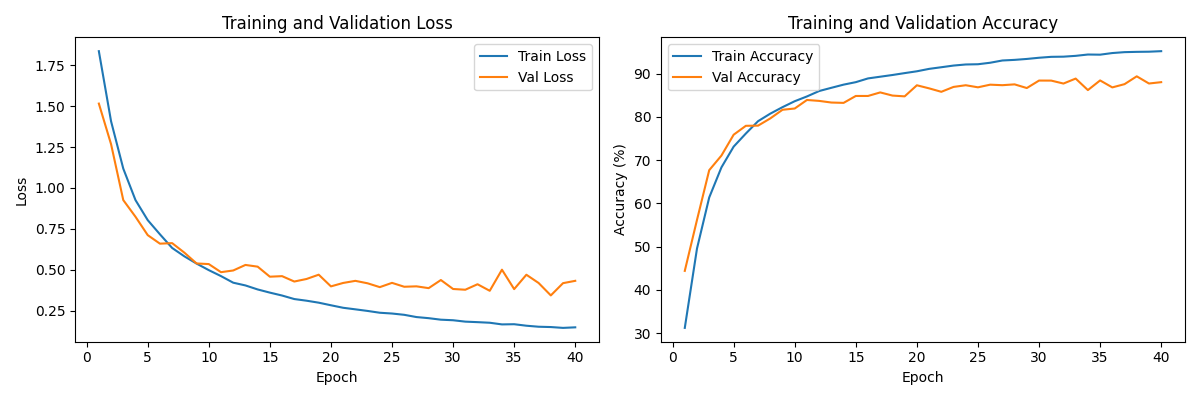 Training and Validation Loss
Train Loss
Val Loss
Loss
1.75
1.50
1.25
1.00
0.75
0.50
0.25
0 5 10 15 20 25 30 35 40
Epoch
Training and Validation Accuracy
Train Accuracy
Val Accuracy
Accuracy (%)
90
80
70
60
50
40
30
0 5 10 15 20 25 30 35 40
Epoch